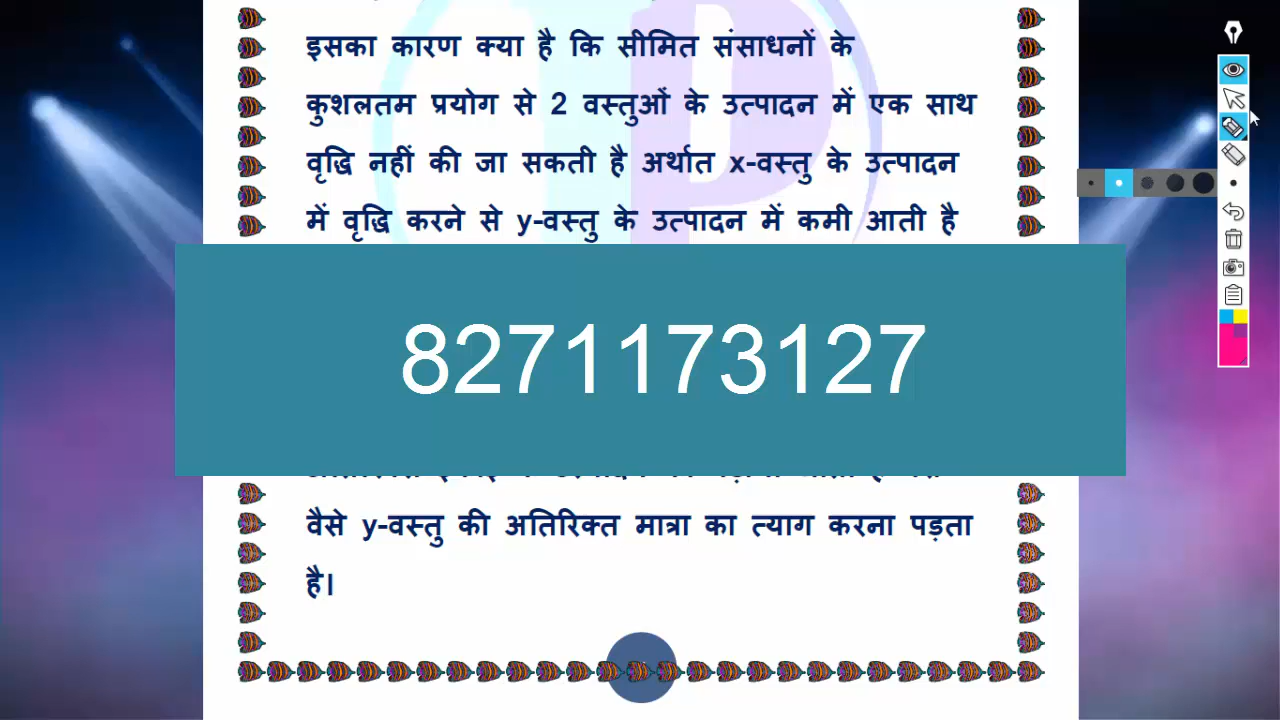 इसका कारण क्या है कि सीमित संसाधनों के
कुशलतम प्रयोग से 2 वस्तुओं के उत्पादन में एक साथ
वृद्धि नहीं की जा सकती है अर्थात x-वस्तु के उत्पादन
में वृद्धि करने से y-वस्तु के उत्पादन में कमी आती है
8271173127
वैसे y-वस्तु की अतिरिक्त मात्रा का त्याग करना पड़ता
है।